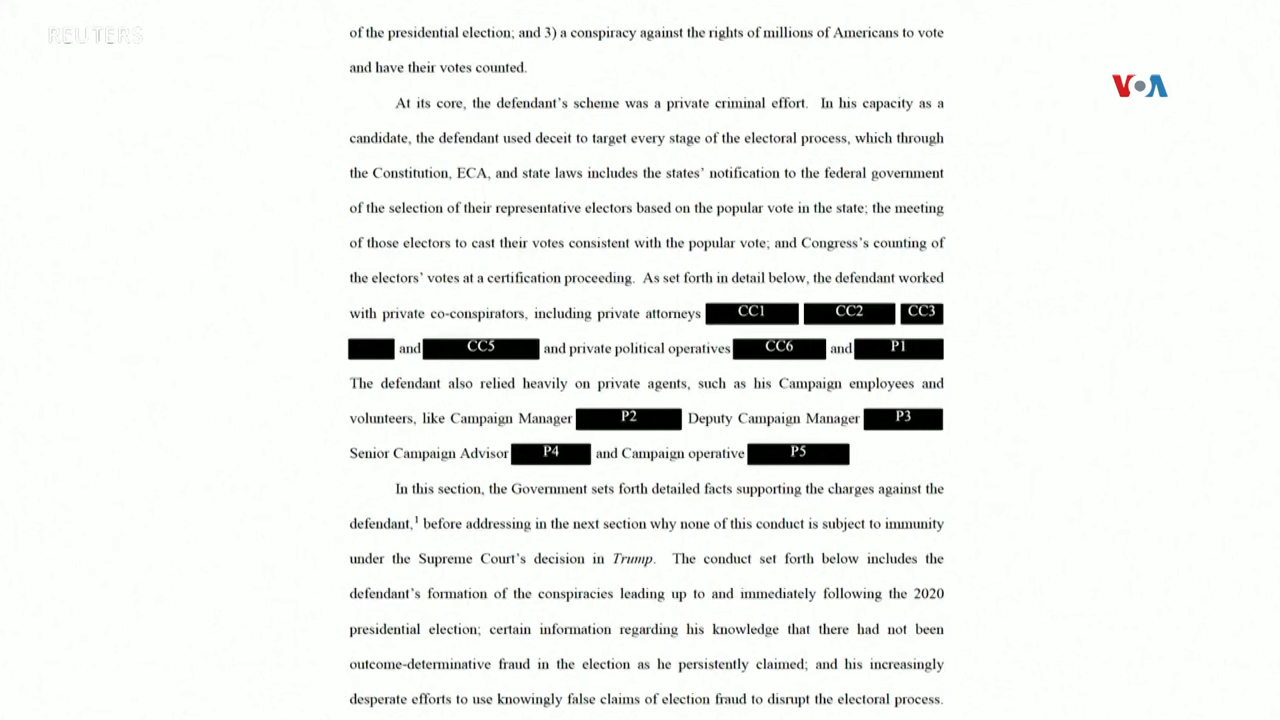 REUTERS
VOA
of the presidential election; and 3) a conspiracy against the rights of millions of Americans to vote
and have their votes counted.
At its core, the defendant's scheme was a private criminal effort. In his capacity as a
candidate, the defendant used deceit to target every stage of the electoral process, which through
the Constitution, ECA, and state laws includes the states' notification to the federal government
of the selection of their representative electors based on the popular vote in the state; the meeting
of those electors to cast their votes consistent with the popular vote; and Congress's counting of
the electors' votes at a certification proceeding. As set forth in detail below, the defendant worked
with private co-conspirators, including private attorneys CC1 CC2 CC3
and CC5 and private political operatives CC6 and P1
The defendant also relied heavily on private agents, such as his Campaign employees and
volunteers, like Campaign Manager P2 Deputy Campaign Manager P3
Senior Campaign Advisor P4 and Campaign operative P5
In this section, the Government sets forth detailed facts supporting the charges against the
defendant,¹ before addressing in the next section why none of this conduct is subject to immunity
under the Supreme Court's decision in Trump. The conduct set forth below includes the
defendant's formation of the conspiracies leading up to and immediately following the 2020
presidential election; certain information regarding his knowledge that there had not been
outcome-determinative fraud in the election as he persistently claimed; and his increasingly
desperate efforts to use knowingly false claims of election fraud to disrupt the electoral process.